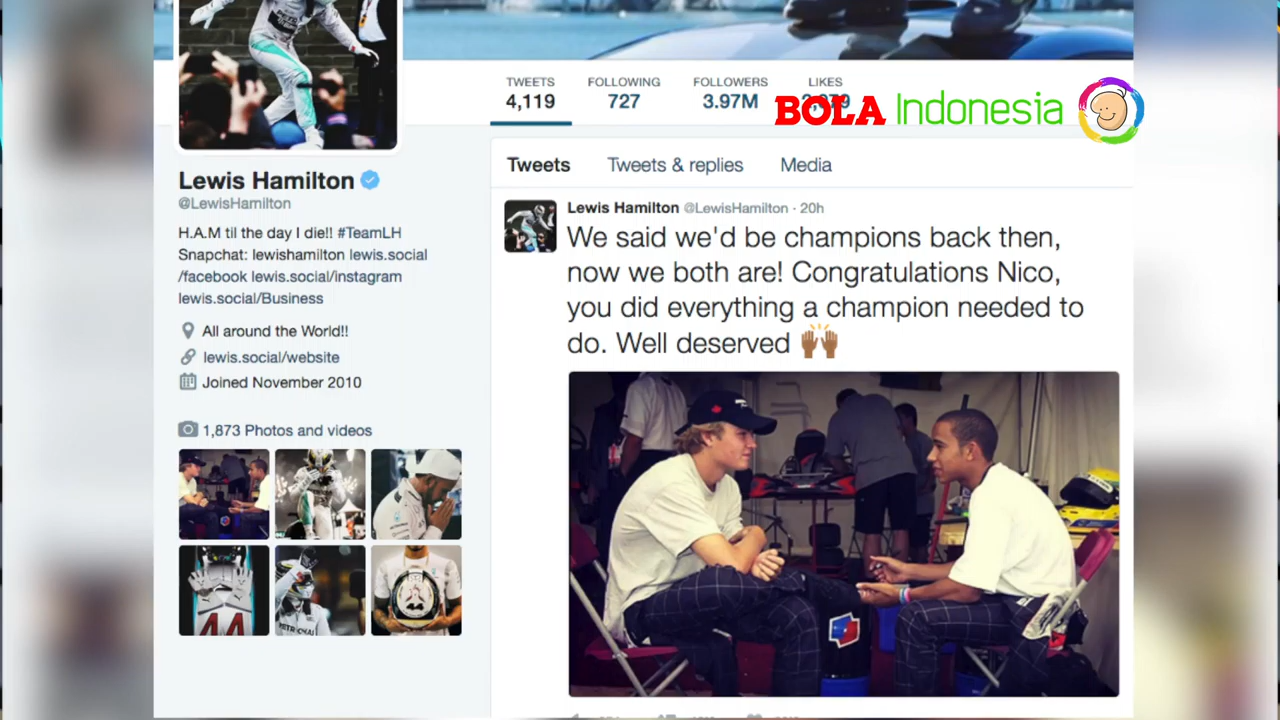 TWEETS FOLLOWING FOLLOWERS LIKES
4,119 727 3.97M
BOLA Indonesia
Tweets Tweets & replies Media
Lewis Hamilton
@LewisHamilton
H.A.M til the day I die!! #TeamLH
Snapchat: lewishamilton lewis.social
/facebook lewis.social/instagram
lewis.social/Business
All around the World!!
lewis.social/website
Joined November 2010
1,873 Photos and videos
44
Lewis Hamilton @LewisHamilton · 20h
We said we'd be champions back then,
now we both are! Congratulations Nico,
you did everything a champion needed to
do. Well deserved 🙌🏾